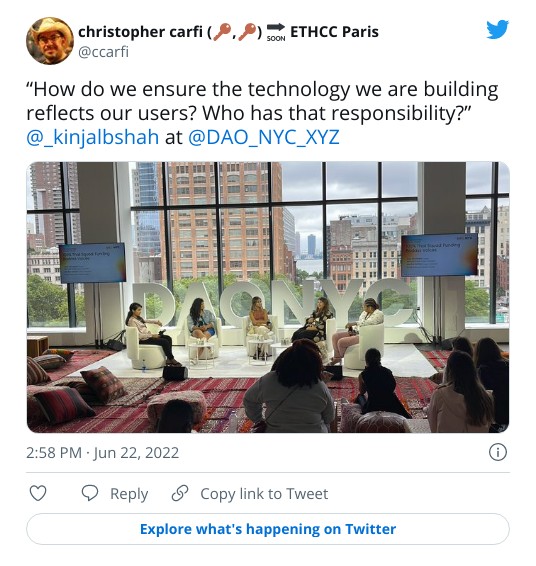 christopher carfi (🔑,🔑) 🔜 ETHCC Paris
@ccarfi
“How do we ensure the technology we are building
reflects our users? Who has that responsibility?”
@_kinjalbshah at @DAO_NYC_XYZ
DAONYC
2:58 PM · Jun 22, 2022
Reply
Copy link to Tweet
Explore what's happening on Twitter